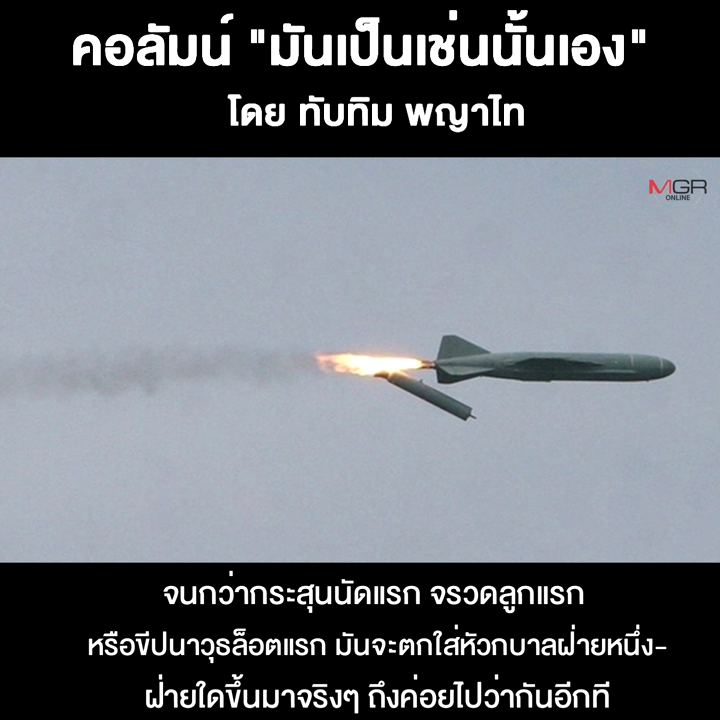 คอลัมน์ "มันเป็นเช่นนั้นเอง"
โดย ทับทิม พญาไท
MGR
ONLINE
จนกว่ากระสุนนัดแรก จรวดลูกแรก
หรือขีปนาวุธล็อตแรก มันจะตกใส่หัวกบาลฝ่ายหนึ่ง-
ฝ่ายใดขึ้นมาจริงๆ ถึงค่อยไปว่ากันอีกที